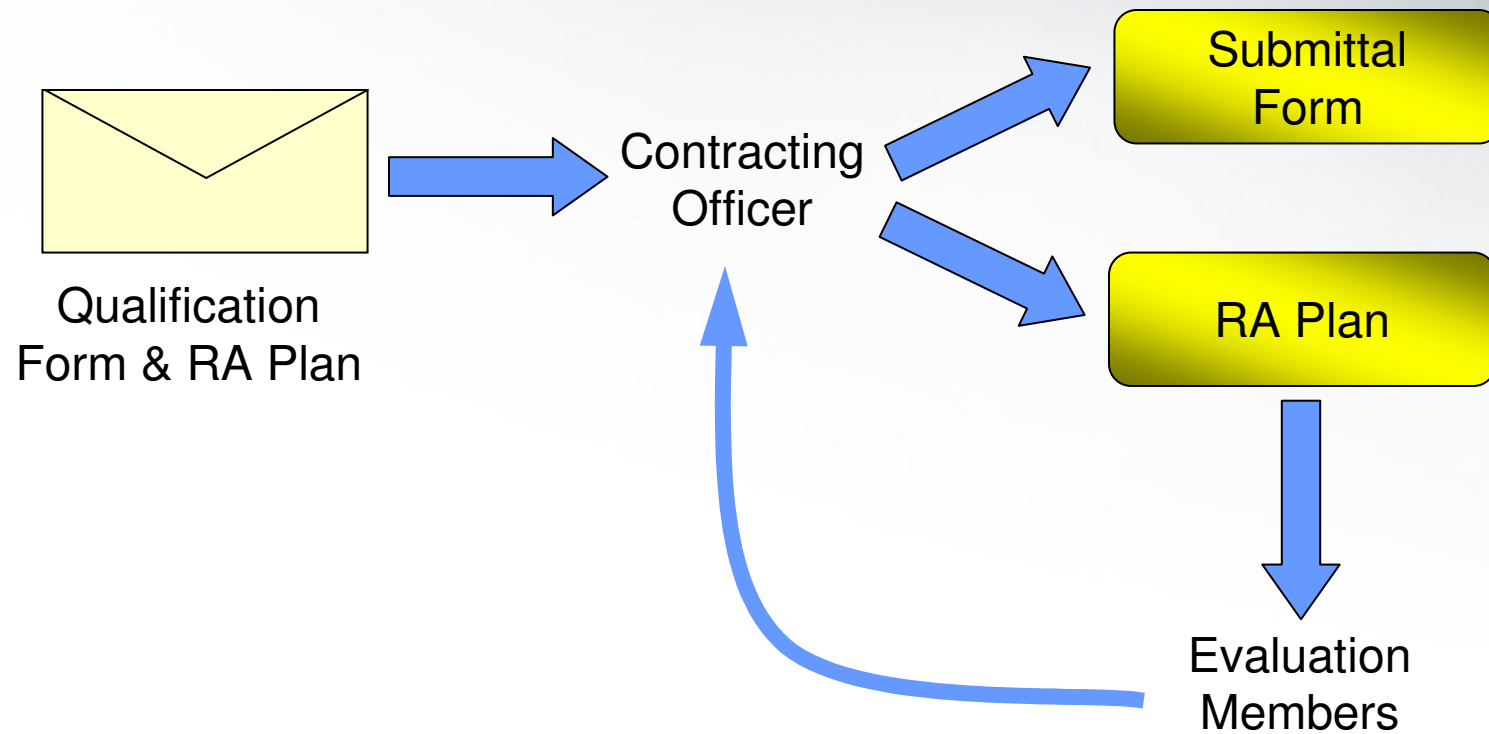 Qualification
Form & RA Plan
Contracting
Officer
Submittal
Form
RA Plan
Evaluation
Members